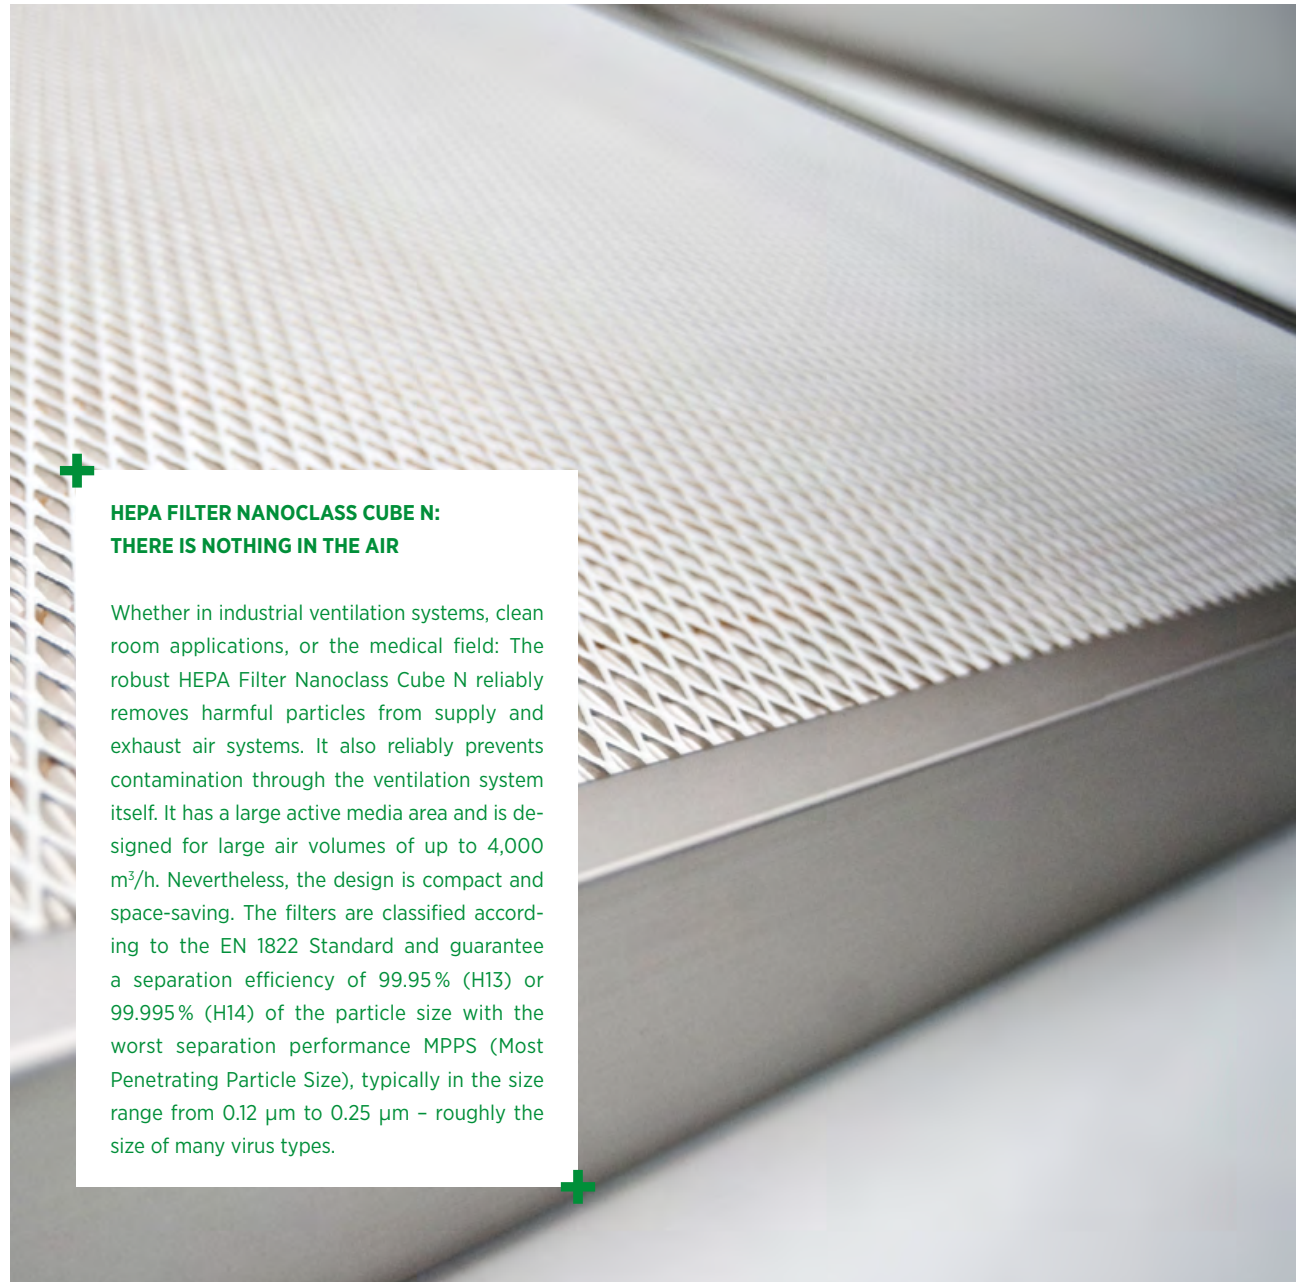 HEPA FILTER NANOCLASS CUBE N:
THERE IS NOTHING IN THE AIR
Whether in industrial ventilation systems, clean
room applications, or the medical field: The
robust HEPA Filter Nanoclass Cube N reliably
removes harmful particles from supply and
exhaust air systems. It also reliably prevents
contamination through the ventilation system
itself. It has a large active media area and is de-
signed for large air volumes of up to 4,000
m³/h. Nevertheless, the design is compact and
space-saving. The filters are classified accord-
ing to the EN 1822 Standard and guarantee
a separation efficiency of 99.95 % (H13) or
99.995 % (H14) of the particle size with the
worst separation performance MPPS (Most
Penetrating Particle Size), typically in the size
range from 0.12 µm to 0.25 µm – roughly the
size of many virus types.